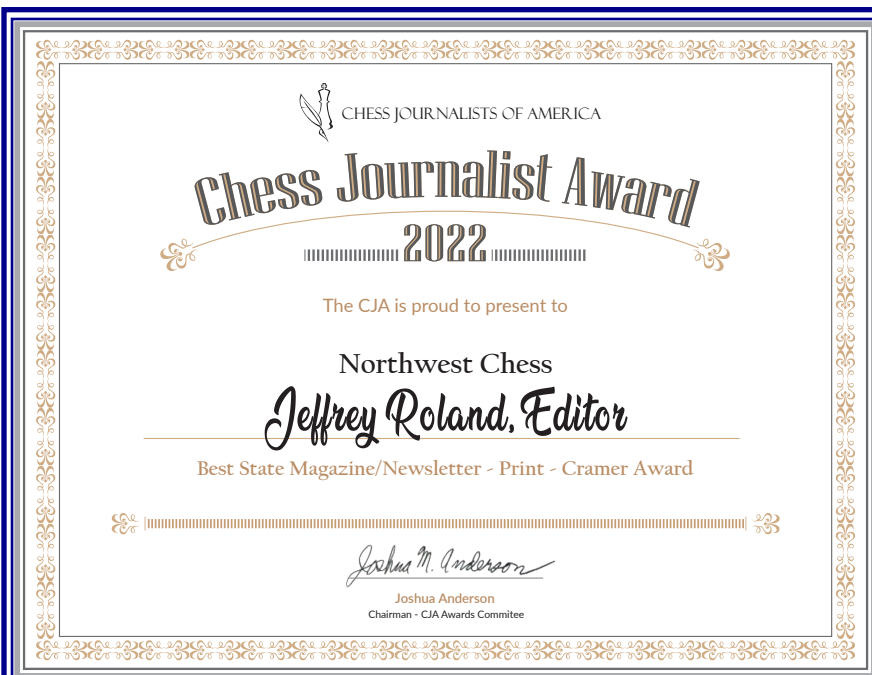 CHESS JOURNALISTS OF AMERICA
Chess Journalist Award
2022
The CJA is proud to present to
Northwest Chess
Jeffrey Roland, Editor
Best State Magazine/Newsletter - Print - Cramer Award
Joshua M. Anderson
Joshua Anderson
Chairman - CJA Awards Commitee